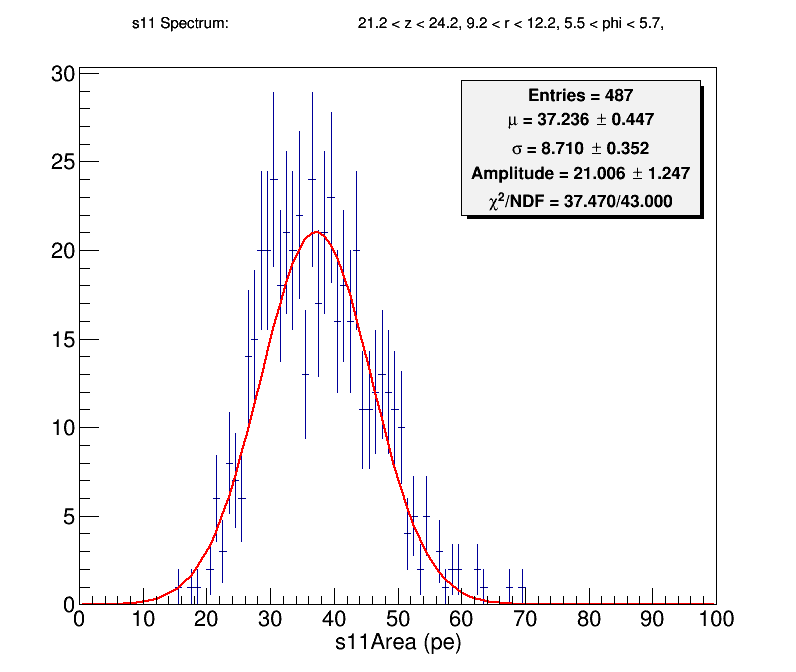 s11 Spectrum: 21.2 < z < 24.2, 9.2 < r < 12.2, 5.5 < phi < 5.7,
Entries = 487
μ = 37.236 ± 0.447
σ = 8.710 ± 0.352
Amplitude = 21.006 ± 1.247
χ²/NDF = 37.470/43.000
30
25
20
15
10
5
0
0 10 20 30 40 50 60 70 80 90 100
s11Area (pe)